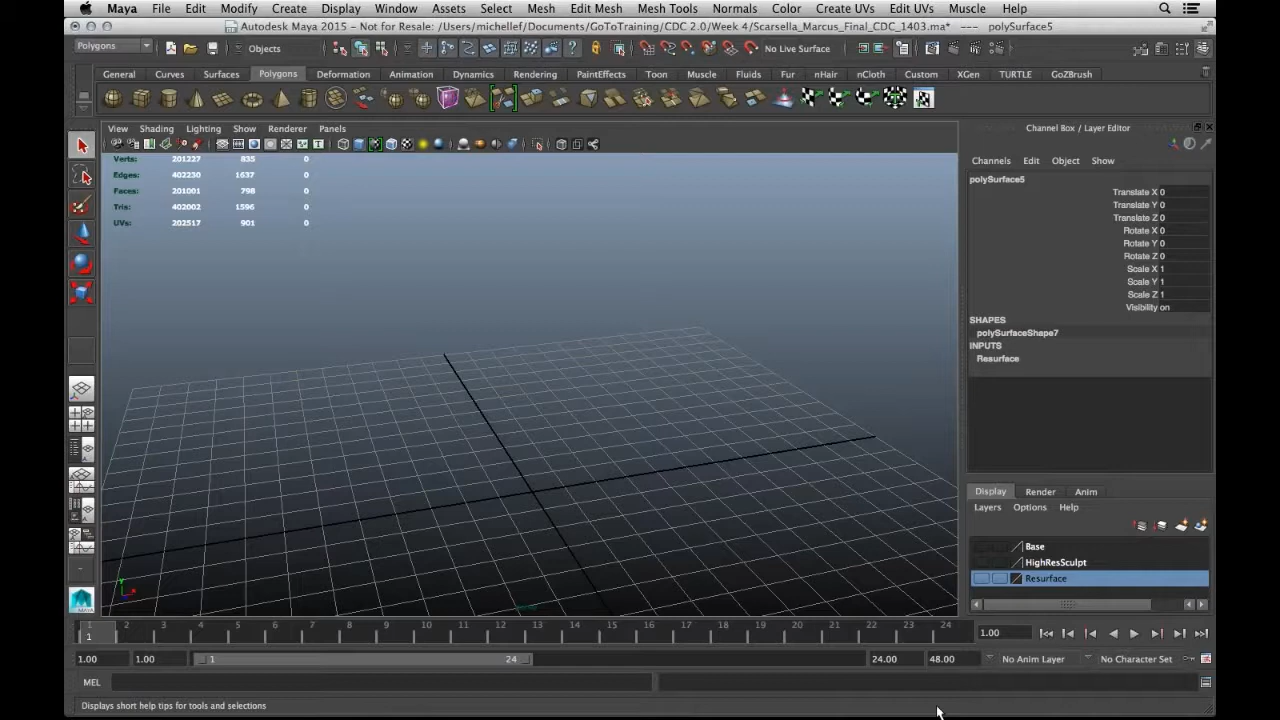 Maya File Edit Modify Create Display Window Assets Select Mesh Edit Mesh Mesh Tools Normals Color Create UVs Edit UVs Muscle Help
Autodesk Maya 2015 - Not for Resale: /Users/michellef/Documents/GoToTraining/CDC 2.0/Week 4/Scarsella_Marcus_Final_CDC_1403.ma* --- polySurface5
Polygons Objects No Live Surface
General Curves Surfaces Polygons Deformation Animation Dynamics Rendering PaintEffects Toon Muscle Fluids Fur nHair nCloth Custom XGen TURTLE GoZBrush
View Shading Lighting Show Renderer Panels
Channel Box / Layer Editor
Channels Edit Object Show
Verts: 201227 835 0
Edges: 402230 1637 0
Faces: 201001 798 0
Tris: 402002 1596 0
UVs: 202517 901 0
polySurface5
Translate X 0
Translate Y 0
Translate Z 0
Rotate X 0
Rotate Y 0
Rotate Z 0
Scale X 1
Scale Y 1
Scale Z 1
Visibility on
SHAPES
polySurfaceShape7
INPUTS
Resurface
Display Render Anim
Layers Options Help
Base
HighResSculpt
Resurface
1 2 3 4 5 6 7 8 9 10 11 12 13 14 15 16 17 18 19 20 21 22 23 24
1 1.00
1.00 1.00 1 24 24.00 48.00 No Anim Layer No Character Set
MEL
Displays short help tips for tools and selections